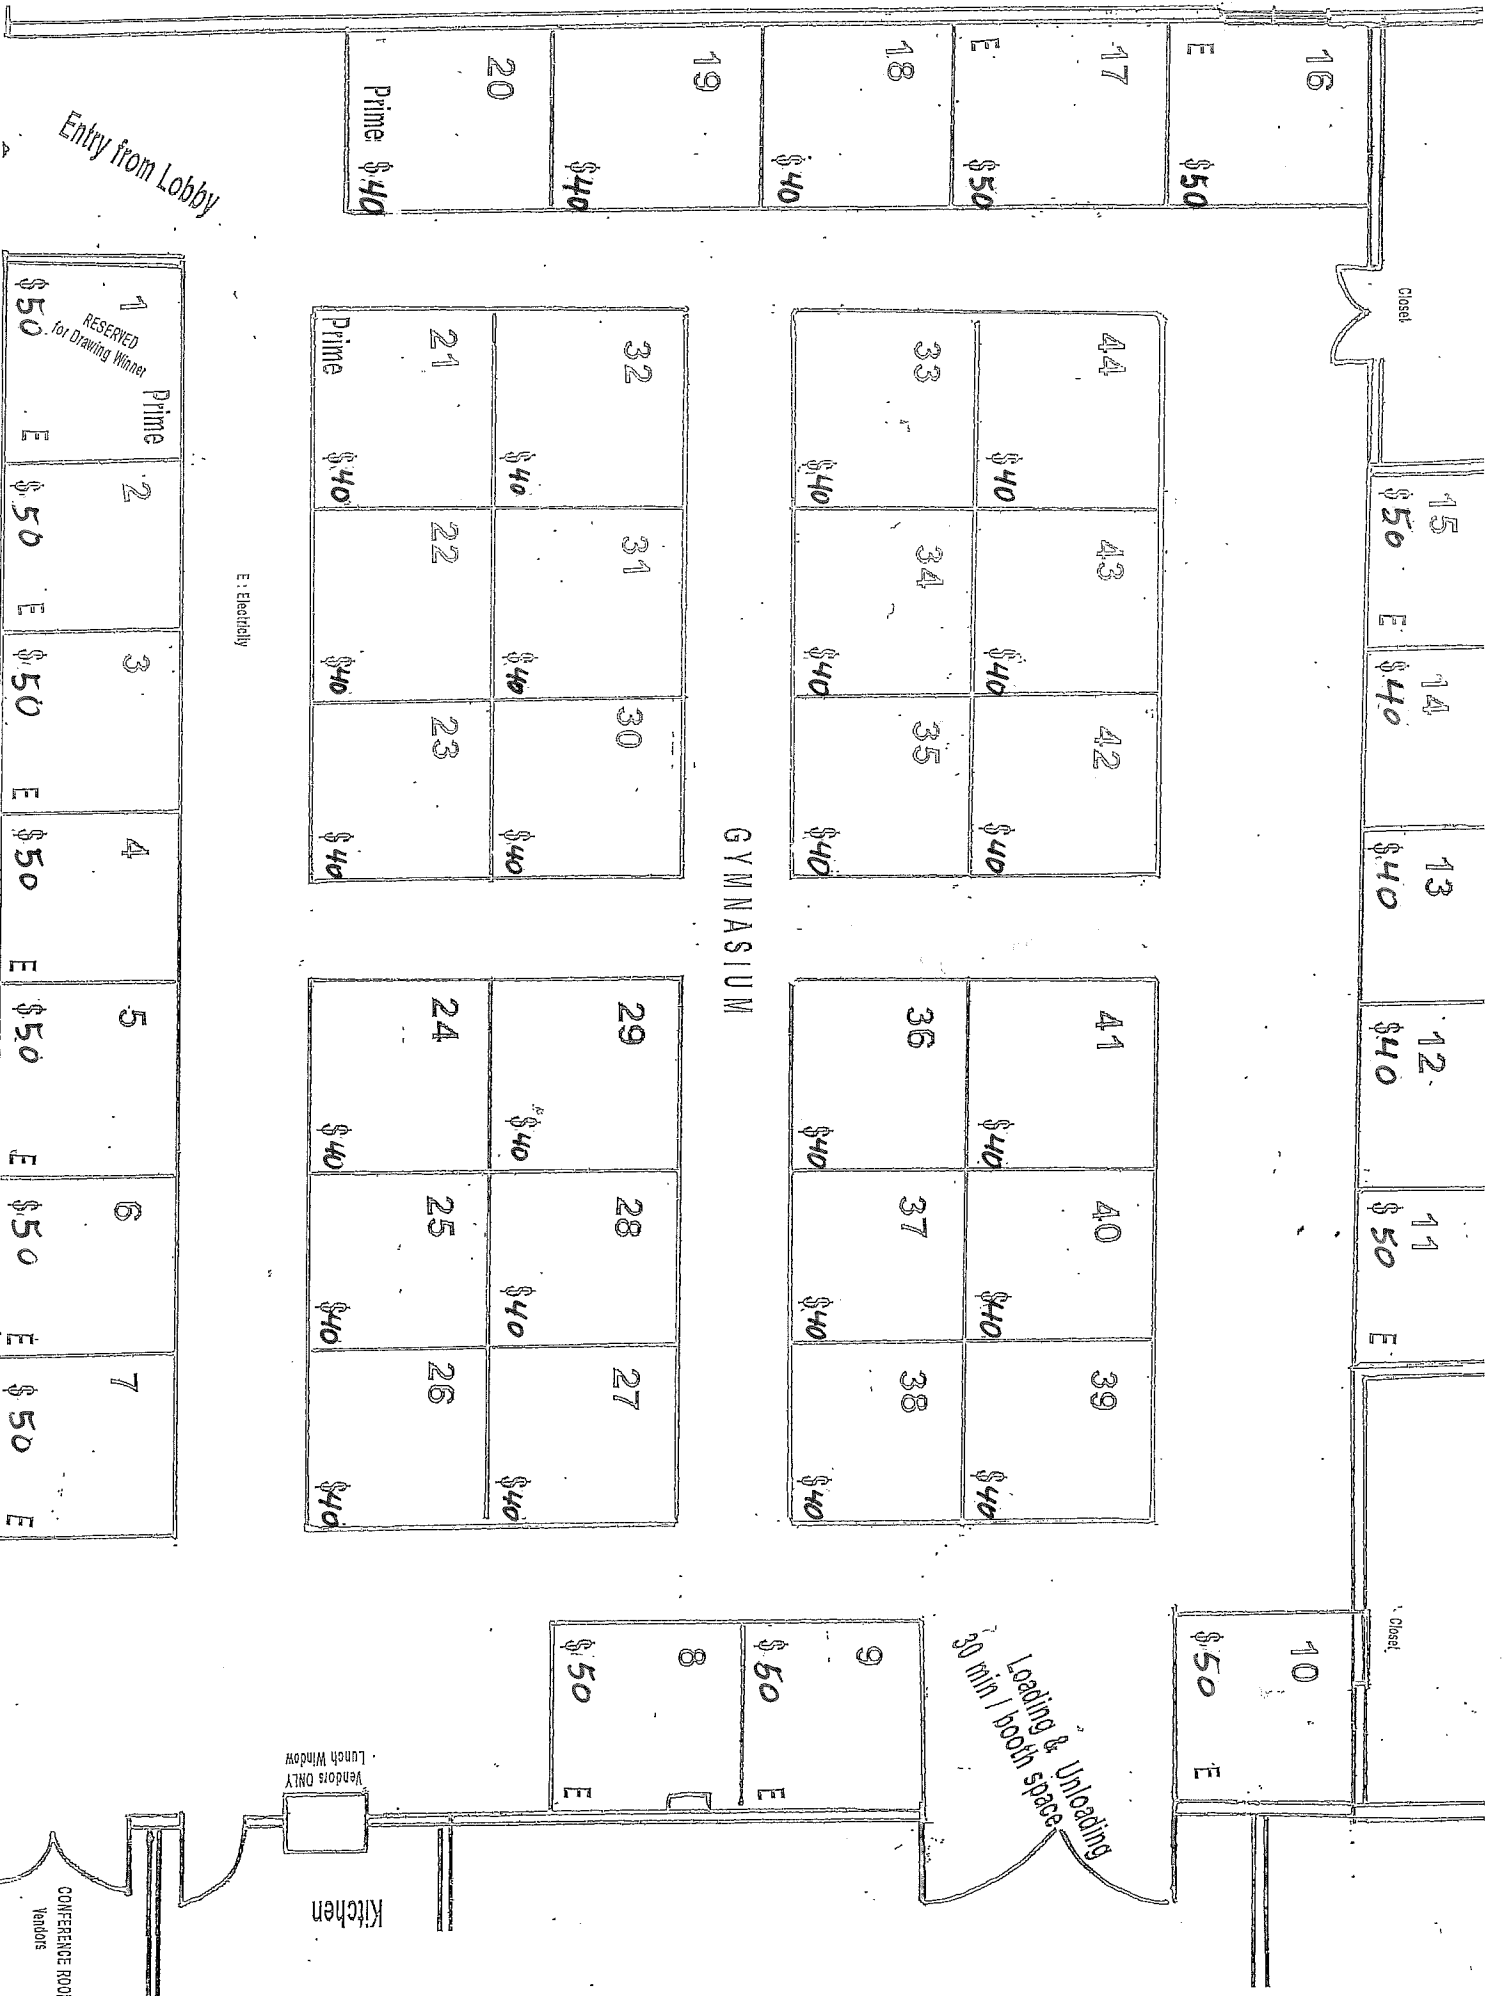 16
E
$50
17
E
$50
18
$40
19
$40
20
Prime $40
Entry from Lobby
Closet
44
$40
33
$40
32
$40
21
Prime
$40
1
RESERVED
for Drawing Winner
Prime
$50
E
15
$50
E
43
$40
34
$40
31
$40
22
$40
E : Electricity
2
$50
E
14
$40
42
$40
35
$40
30
$40
23
$40
3
$50
E
13
$40
GYMNASIUM
4
$50
E
12
$40
41
$40
36
$40
29
$40
24
$40
5
$50
E
11
$50
E
40
$40
37
$40
28
$40
25
$40
6
$50
E
39
$40
38
$40
27
$40
26
$40
7
$50
E
Closet
10
$50
E
Loading & Unloading
30 min / booth space
9
$50
E
8
$50
E
Vendors ONLY
Lunch Window
Kitchen
CONFERENCE ROOM
Vendors